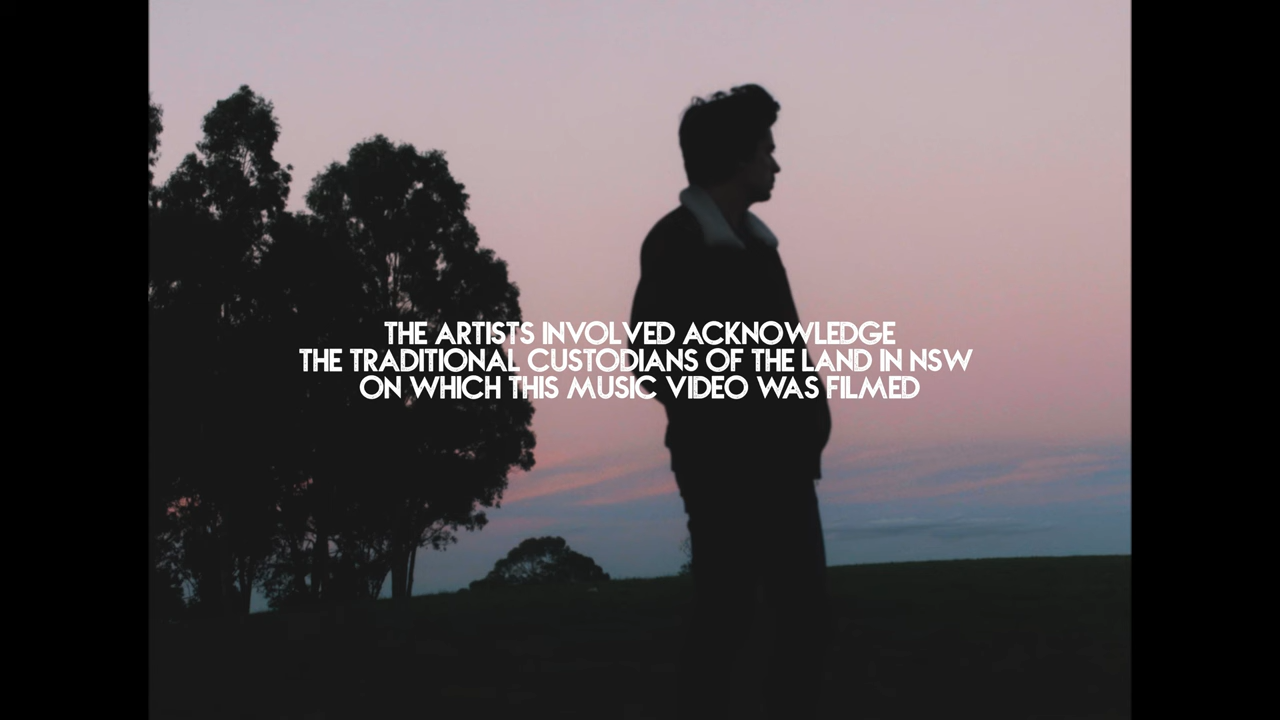 THE ARTISTS INVOLVED ACKNOWLEDGE
THE TRADITIONAL CUSTODIANS OF THE LAND IN NSW
ON WHICH THIS MUSIC VIDEO WAS FILMED